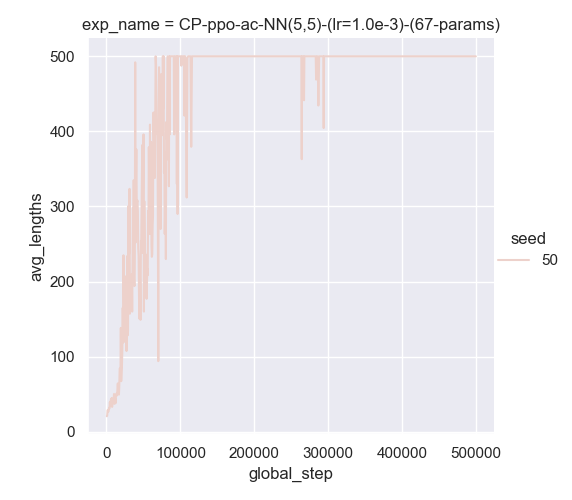 exp_name = CP-ppo-ac-NN(5,5)-(lr=1.0e-3)-(67-params)
500
400
300
200
100
0
avg_lengths
0 100000 200000 300000 400000 500000
global_step
seed
50